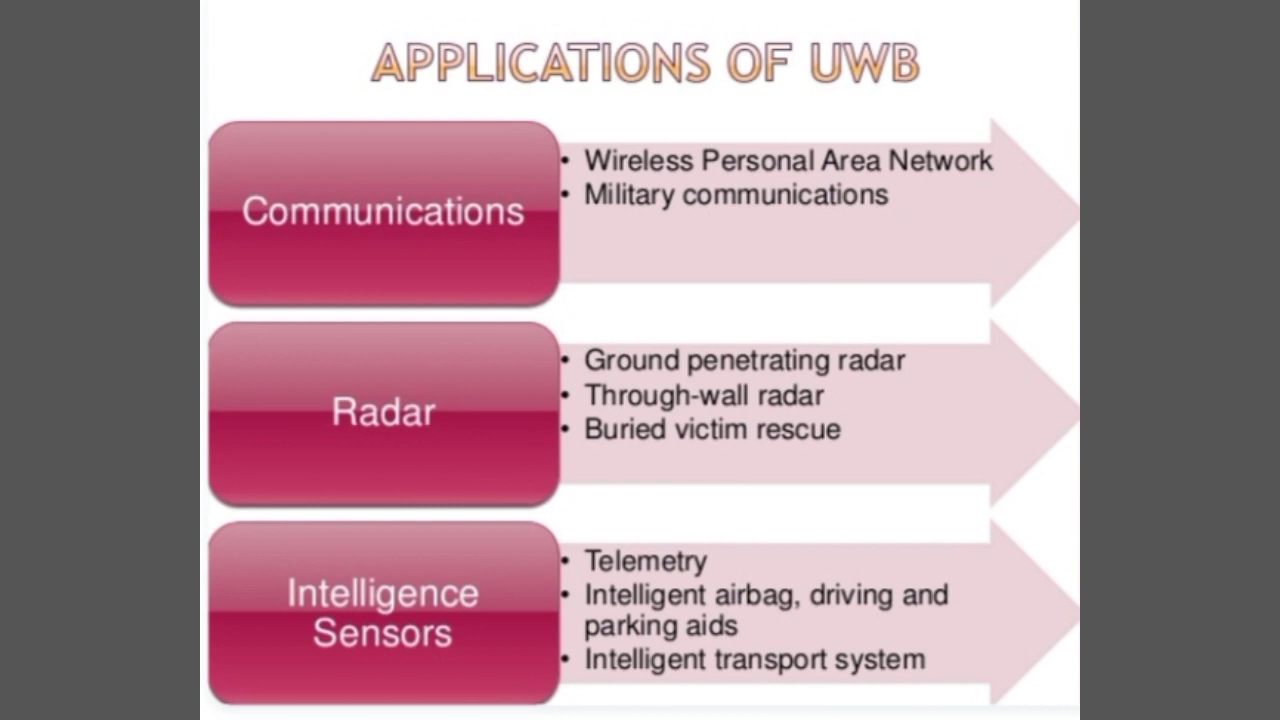 APPLICATIONS OF UWB
Communications
• Wireless Personal Area Network
• Military communications
Radar
• Ground penetrating radar
• Through-wall radar
• Buried victim rescue
Intelligence
Sensors
• Telemetry
• Intelligent airbag, driving and
parking aids
• Intelligent transport system